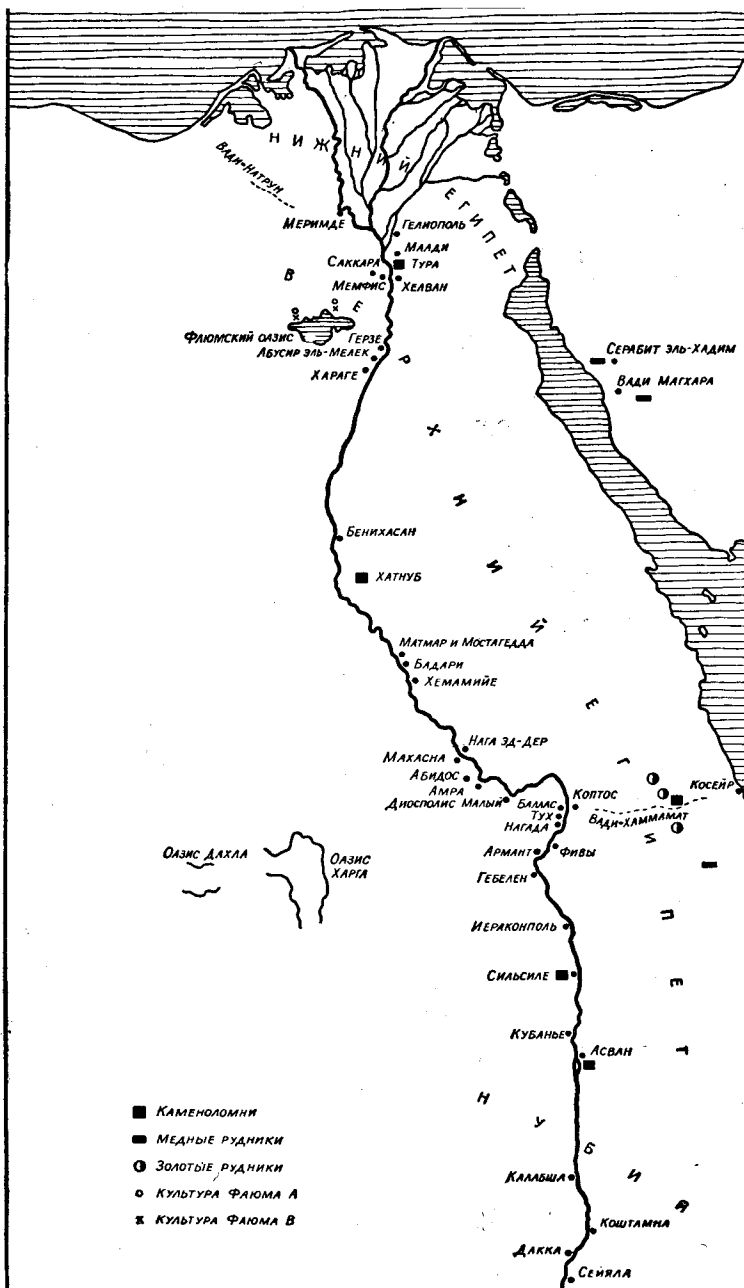 НИЖНИЙ
ЕГИПЕТ
ВАДИ-НАТРУН
МЕРИМДЕ
ГЕЛИОПОЛЬ
МААДИ
САККАРА
ТУРА
МЕМФИС
ХЕЛВАН
ВЕРХНИЙ ЕГИПЕТ
ФЛЮМСКИЙ ОАЗИС
ГЕРЗЕ
АБУСИР ЭЛЬ-МЕЛЕК
ХАРАГЕ
СЕРАБИТ ЭЛЬ-ХАДИМ
ВАДИ МАГХАРА
БЕНИХАСАН
ХАТНУБ
МАТМАР И МОСТАГЕДДА
БАДАРИ
ХЕМАМИЙЕ
НАГА ЭД-ДЕР
МАХАСНА
АБИДОС
АМРА
ДИОСПОЛИС МАЛЫЙ
БАЛЛАС
КОПТОС
КОСЕЙР
ТУХ
НАГАДА
ВАДИ-ХАММАМАТ
АРМАНТ
ФИВЫ
ГЕБЕЛЕН
ОАЗИС ДАХЛА
ОАЗИС
ХАРГА
ИЕРАКОНПОЛЬ
СИЛЬСИЛЕ
КУБАНЬЕ
АСВАН
НУБИЯ
КАЛАБША
КОШТАМНА
ДАККА
СЕЙЯЛА
КАМЕНОЛОМНИ
МЕДНЫЕ РУДНИКИ
ЗОЛОТЫЕ РУДНИКИ
КУЛЬТУРА ФАЮМА А
КУЛЬТУРА ФАЮМА В